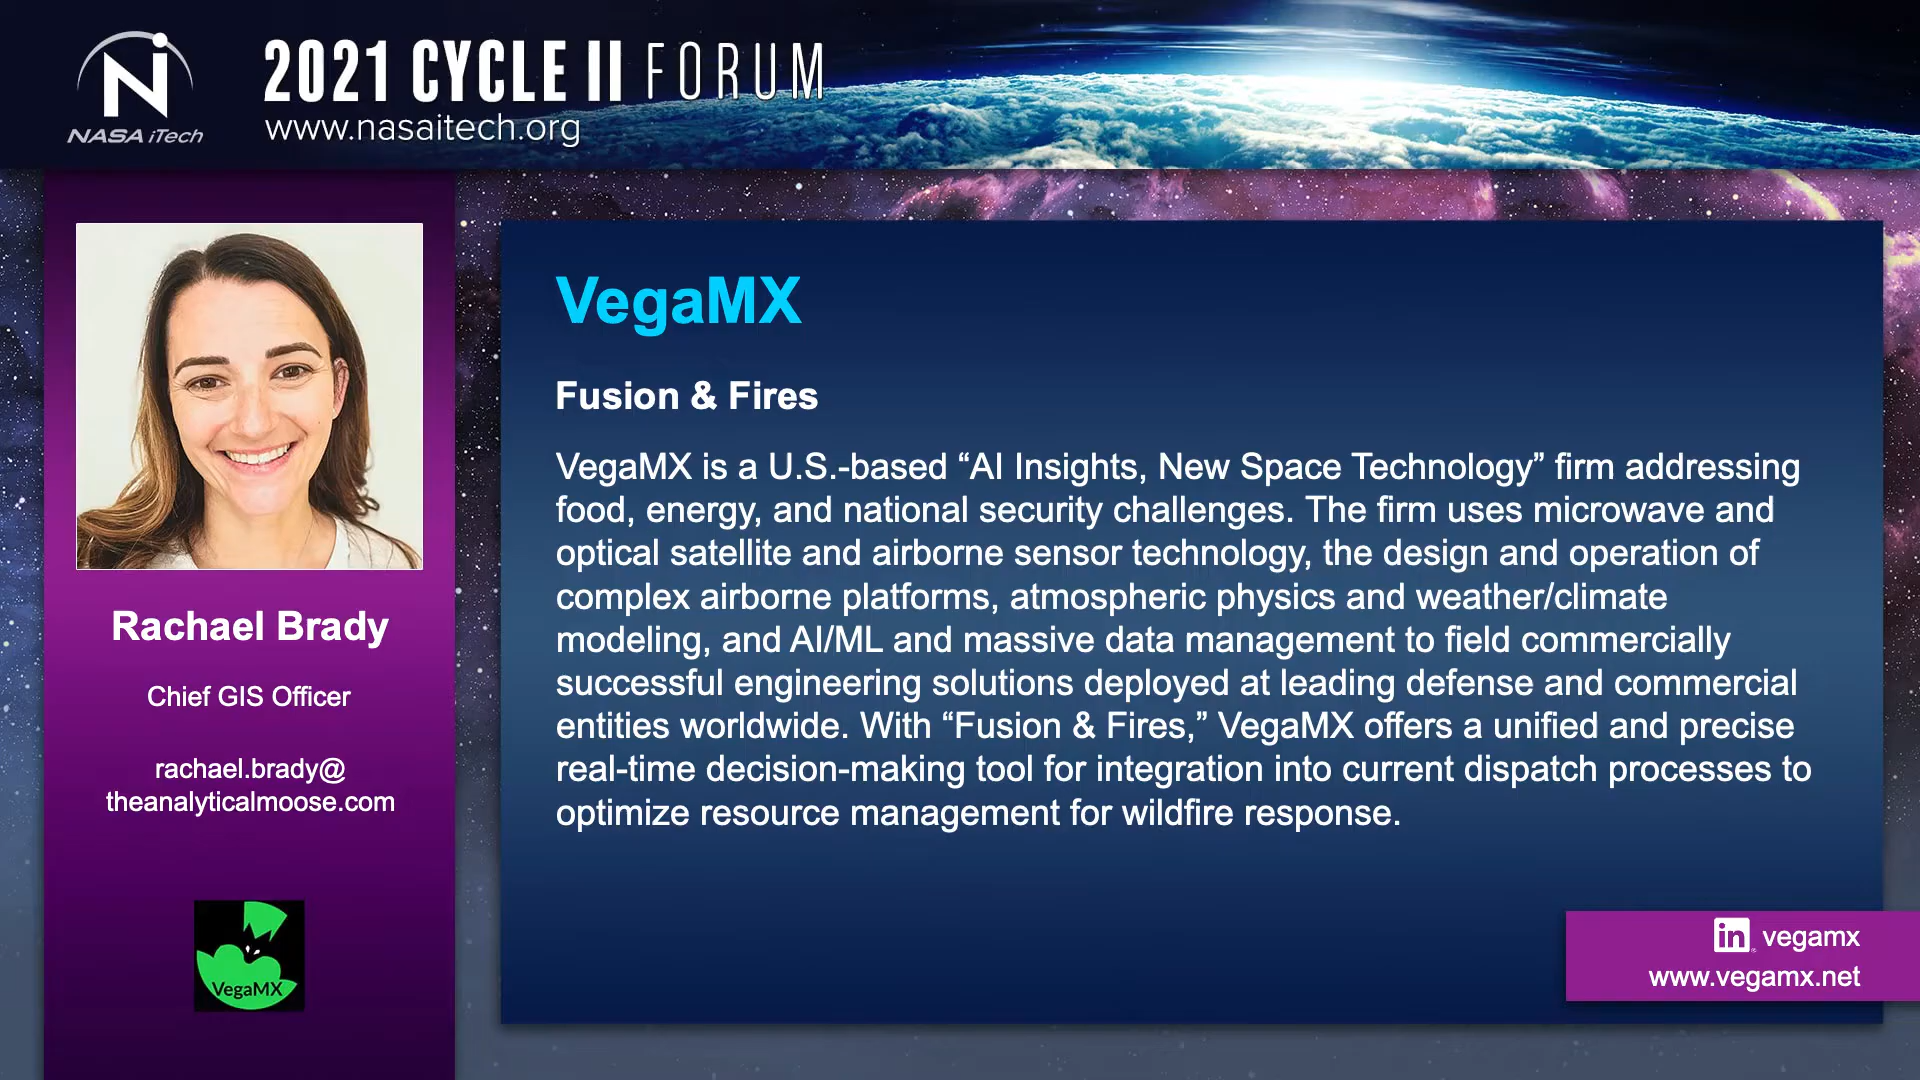 NASA iTech
2021 CYCLE II FORUM
www.nasaitech.org
Rachael Brady
Chief GIS Officer
rachael.brady@
theanalyticalmoose.com
VegaMX
VegaMX
Fusion & Fires
VegaMX is a U.S.-based “AI Insights, New Space Technology” firm addressing
food, energy, and national security challenges. The firm uses microwave and
optical satellite and airborne sensor technology, the design and operation of
complex airborne platforms, atmospheric physics and weather/climate
modeling, and AI/ML and massive data management to field commercially
successful engineering solutions deployed at leading defense and commercial
entities worldwide. With “Fusion & Fires,” VegaMX offers a unified and precise
real-time decision-making tool for integration into current dispatch processes to
optimize resource management for wildfire response.
in vegamx
www.vegamx.net